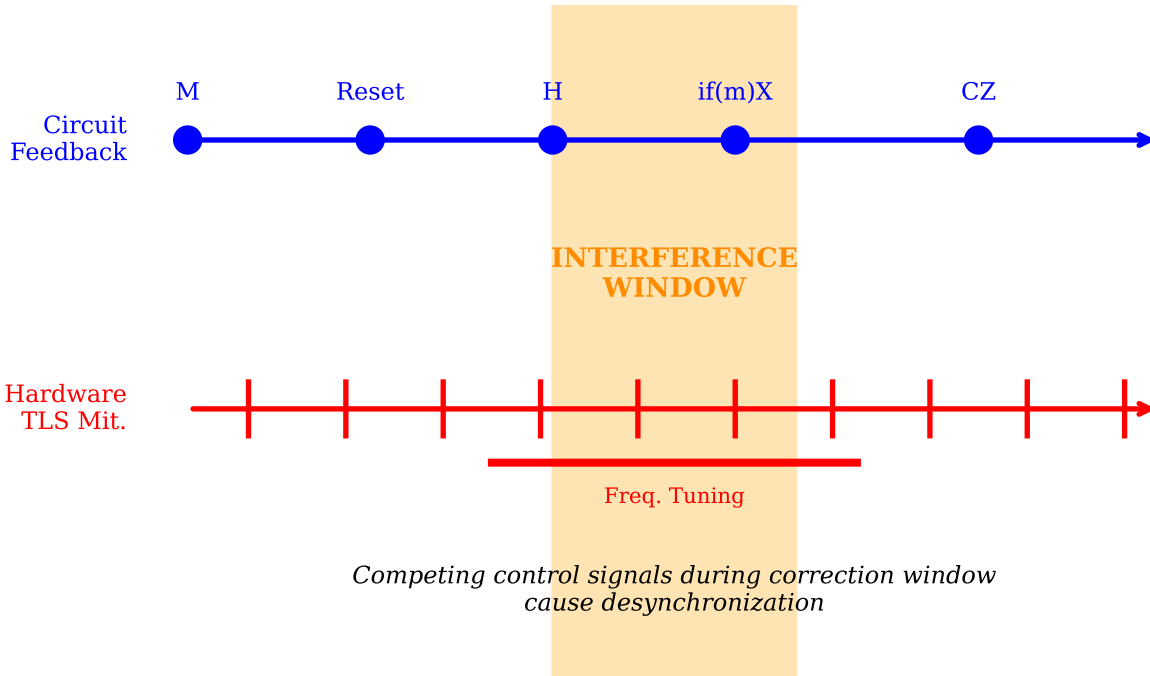 M
Reset
H
if(m)X
CZ
Circuit
Feedback
INTERFERENCE
WINDOW
Hardware
TLS Mit.
Freq. Tuning
Competing control signals during correction window
cause desynchronization